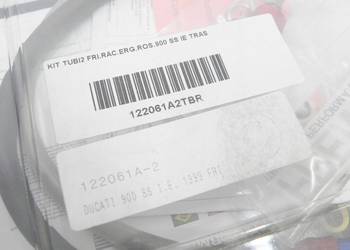 KIT TUBI2 FRI.RAC.ERG.ROS.900 SS IE TRAS
122061A2TBR
122061A-2
DUCATI 900 SS I.E. 1999 FRI.